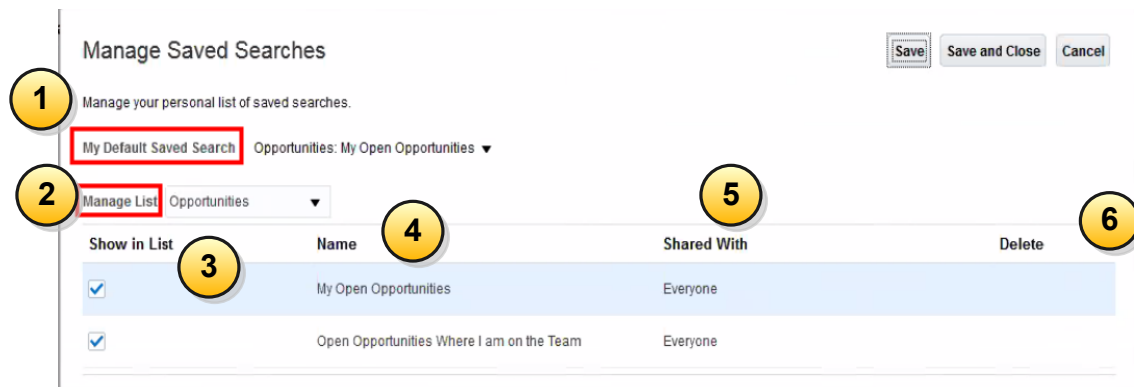 Manage Saved Searches
Save Save and Close Cancel
1
Manage your personal list of saved searches.
My Default Saved Search Opportunities: My Open Opportunities
2
Manage List Opportunities
5
Show in List Name Shared With Delete
3
4
6
My Open Opportunities Everyone
Open Opportunities Where I am on the Team Everyone